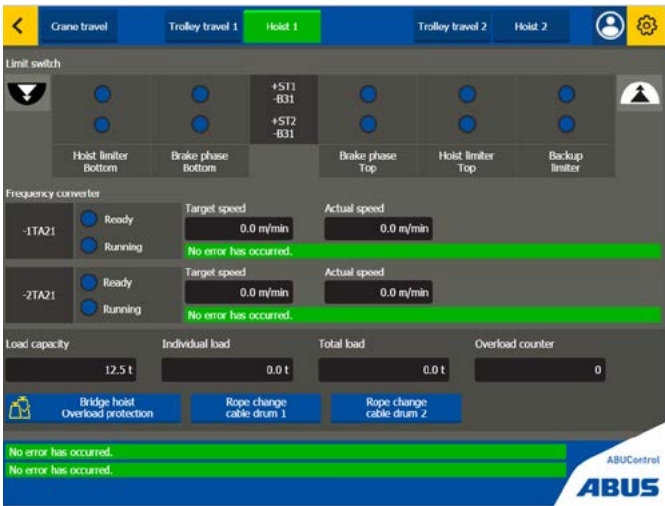 Crane travel
Trolley travel 1
Hoist 1
Trolley travel 2
Hoist 2
Limit switch
+ST1
-B31
+ST2
-B31
Hoist limiter
Bottom
Brake phase
Bottom
Brake phase
Top
Hoist limiter
Top
Backup
limiter
Frequency converter
-1TA21
Ready
Running
Target speed
0.0 m/min
Actual speed
0.0 m/min
No error has occurred.
-2TA21
Ready
Running
Target speed
0.0 m/min
Actual speed
0.0 m/min
No error has occurred.
Load capacity
12.5 t
Individual load
0.0 t
Total load
0.0 t
Overload counter
0
Bridge hoist
Overload protection
Rope change
cable drum 1
Rope change
cable drum 2
No error has occurred.
No error has occurred.
ABUControl
ABUS